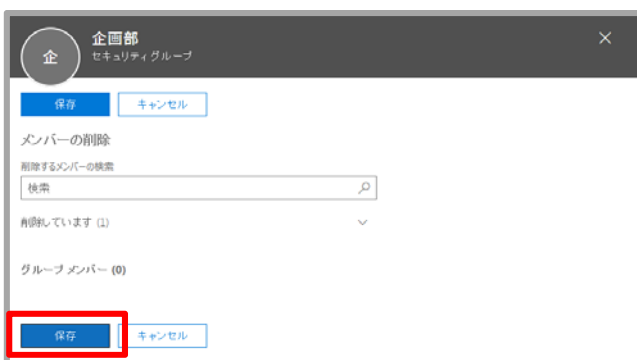 企画部
企
セキュリティグループ
保存 キャンセル
メンバーの削除
削除するメンバーの検索
検索
削除しています (1)
グループ メンバー (0)
保存 キャンセル